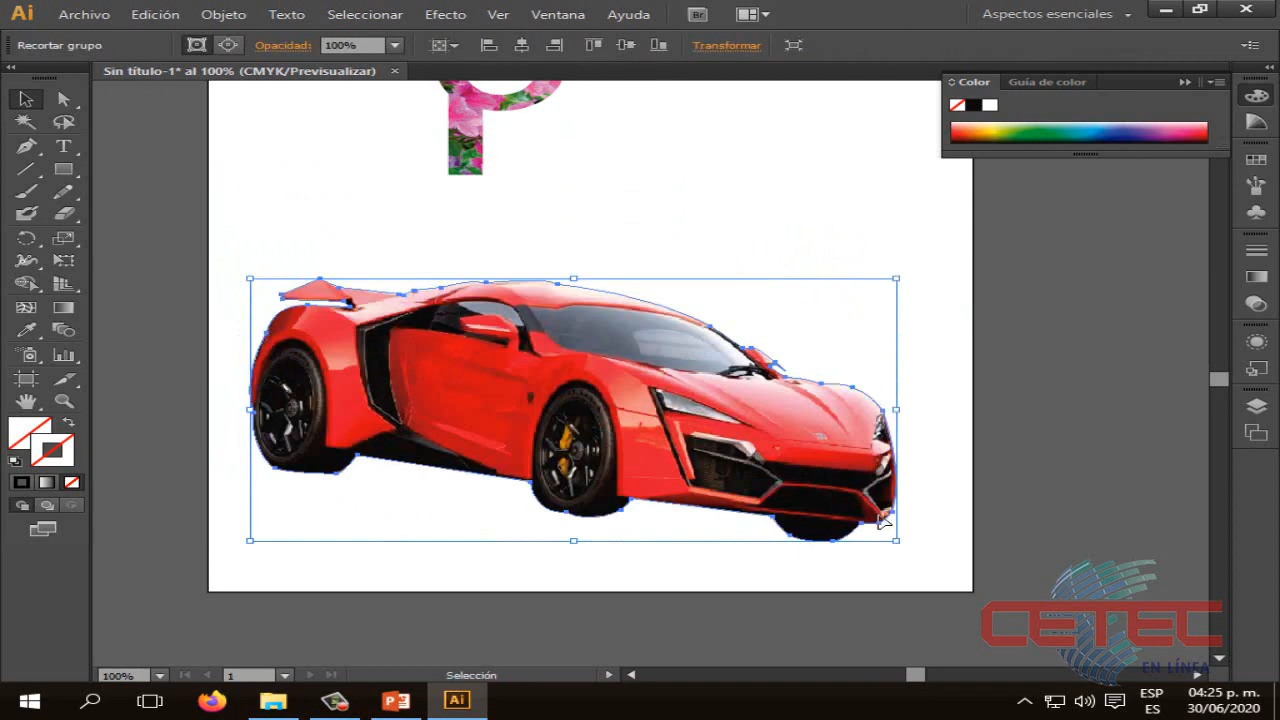 Ai Archivo Edición Objeto Texto Seleccionar Efecto Ver Ventana Ayuda Br Aspectos esenciales
Recortar grupo Opacidad: 100% Transformar
Sin título-1* al 100% (CMYK/Previsualizar) ×
Color Guía de color
CETEC
EN LÍNEA
100% 1 Selección
Ai ESP 04:25 p. m.
ES 30/06/2020